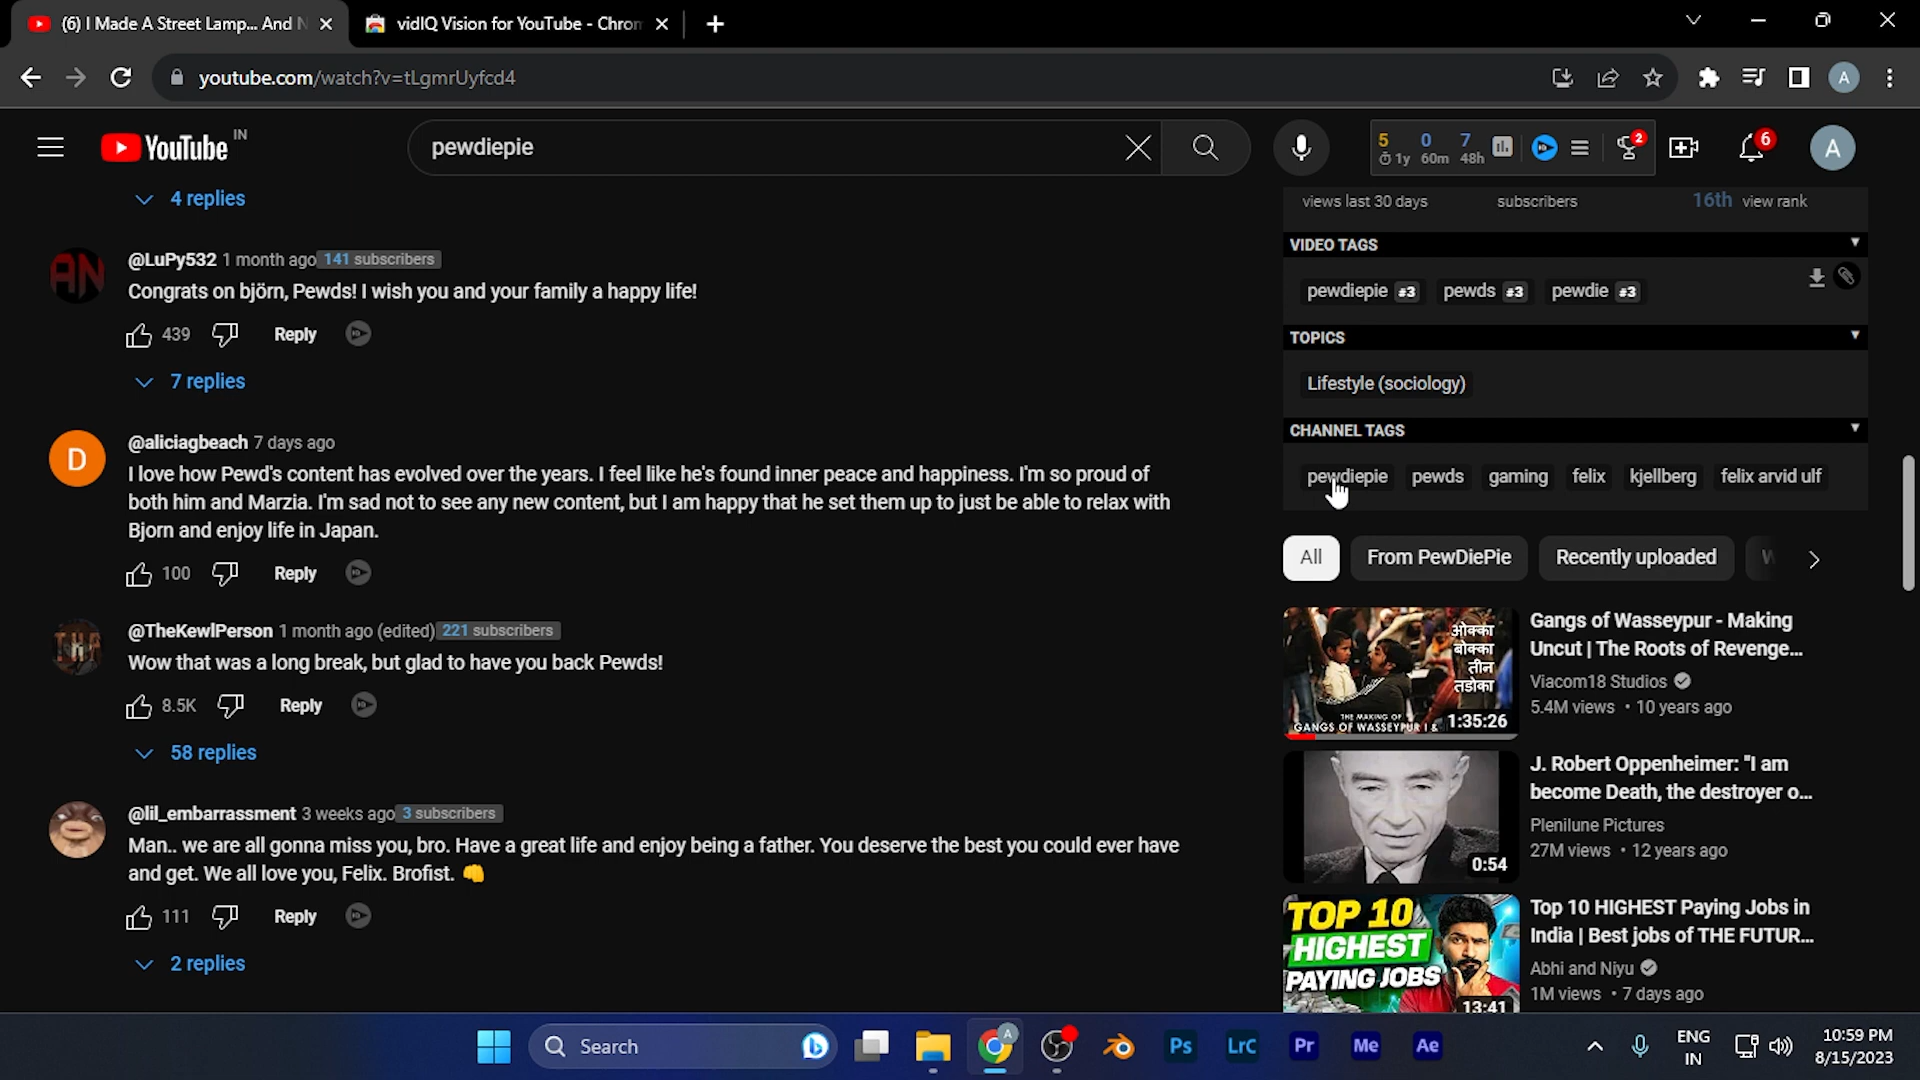 (6) I Made A Street Lamp... And N
vidIQ Vision for YouTube - Chrom
youtube.com/watch?v=tLgmrUyfcd4
A
YouTube IN
pewdiepie
5 0 7
1y 60m 48h
2
6
A
4 replies
@LuPy532 1 month ago 141 subscribers
Congrats on björn, Pewds! I wish you and your family a happy life!
439 Reply
7 replies
D
@aliciagbeach 7 days ago
I love how Pewd's content has evolved over the years. I feel like he's found inner peace and happiness. I'm so proud of
both him and Marzia. I'm sad not to see any new content, but I am happy that he set them up to just be able to relax with
Bjorn and enjoy life in Japan.
100 Reply
@TheKewlPerson 1 month ago (edited) 221 subscribers
Wow that was a long break, but glad to have you back Pewds!
8.5K Reply
58 replies
@lil_embarrassment 3 weeks ago 3 subscribers
Man.. we are all gonna miss you, bro. Have a great life and enjoy being a father. You deserve the best you could ever have
and get. We all love you, Felix. Brofist. 👊
111 Reply
2 replies
views last 30 days subscribers 16th view rank
VIDEO TAGS
pewdiepie #3 pewds #3 pewdie #3
TOPICS
Lifestyle (sociology)
CHANNEL TAGS
pewdiepie pewds gaming felix kjellberg felix arvid ulf
All From PewDiePie Recently uploaded W
ओक्का
बोक्का
तीन
तडोका
THE MAKING OF
GANGS OF WASSEYPUR I &
1:35:26
Gangs of Wasseypur - Making
Uncut | The Roots of Revenge...
Viacom18 Studios
5.4M views • 10 years ago
0:54
J. Robert Oppenheimer: "I am
become Death, the destroyer o...
Plenilune Pictures
27M views • 12 years ago
TOP 10
HIGHEST
PAYING JOBS
13:41
Top 10 HIGHEST Paying Jobs in
India | Best jobs of THE FUTUR...
Abhi and Niyu
1M views • 7 days ago
Search
A
Ps LrC Pr Me Ae
ENG
IN
10:59 PM
8/15/2023